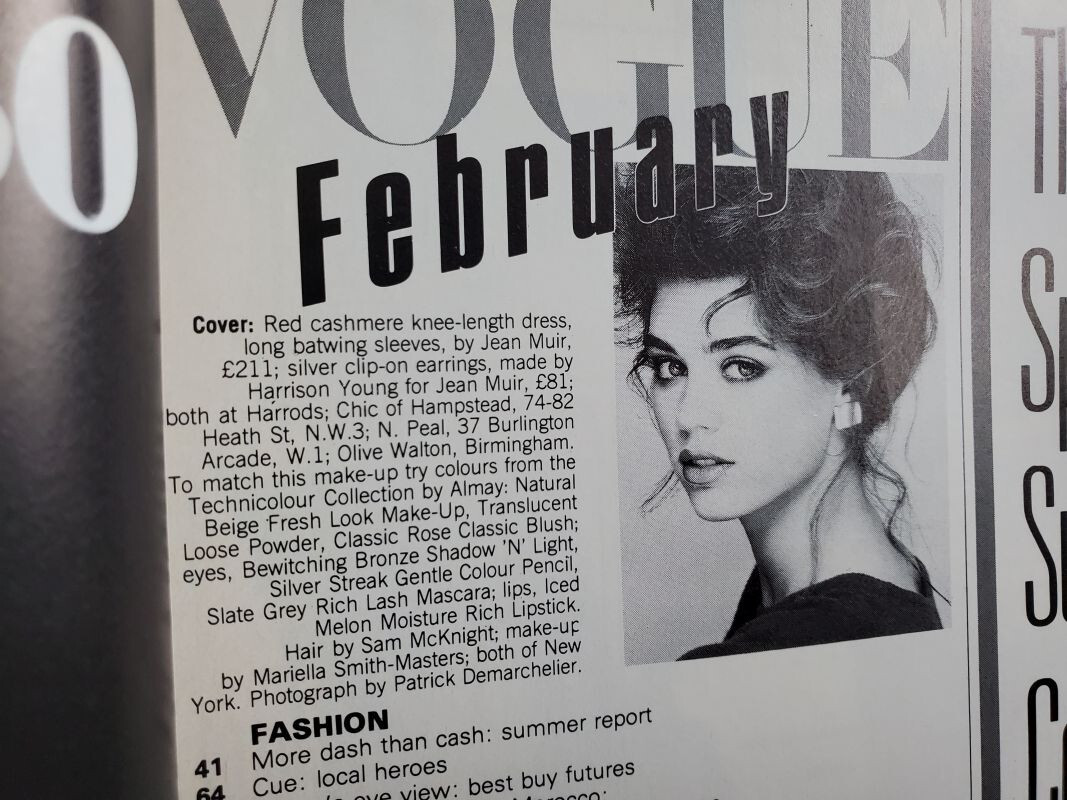 O
VOGUE
February
Cover: Red cashmere knee-length dress,
long batwing sleeves, by Jean Muir,
£211; silver clip-on earrings, made by
Harrison Young for Jean Muir, £81;
both at Harrods; Chic of Hampstead, 74-82
Heath St, N.W.3; N. Peal, 37 Burlington
Arcade, W.1; Olive Walton, Birmingham.
To match this make-up try colours from the
Technicolour Collection by Almay: Natural
Beige Fresh Look Make-Up, Translucent
Loose Powder, Classic Rose Classic Blush;
eyes, Bewitching Bronze Shadow 'N' Light,
Silver Streak Gentle Colour Pencil,
Slate Grey Rich Lash Mascara; lips, Iced
Melon Moisture Rich Lipstick.
Hair by Sam McKnight; make-up
by Mariella Smith-Masters; both of New
York. Photograph by Patrick Demarchelier.
FASHION
41 More dash than cash: summer report
64 Cue: local heroes
eye view: best buy futures
Morocco: